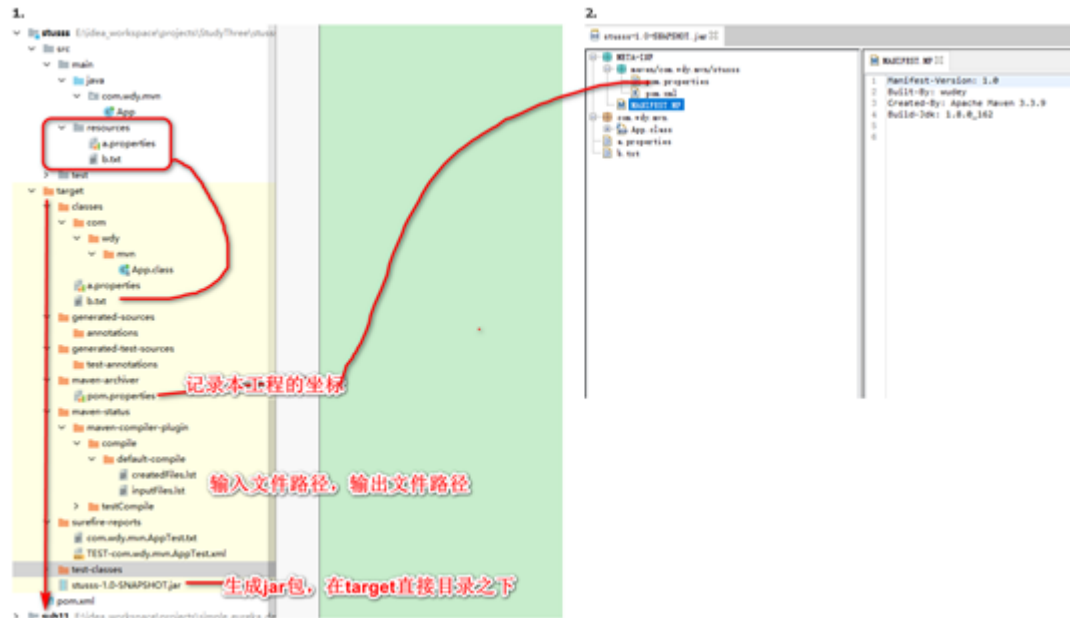 1.
stusss E:\idea_workspace\projects\StudyThree\stusss
src
main
java
com.wdy.mvn
App
resources
a.properties
b.txt
test
target
classes
com
wdy
mvn
App.class
a.properties
b.txt
generated-sources
annotations
generated-test-sources
test-annotations
maven-archiver
pom.properties
记录本工程的坐标
maven-status
maven-compiler-plugin
compile
default-compile
createdFiles.lst
inputFiles.lst
输入文件路径，输出文件路径
testCompile
surefire-reports
com.wdy.mvn.AppTest.txt
TEST-com.wdy.mvn.AppTest.xml
test-classes
stusss-1.0-SNAPSHOT.jar
生成jar包，在target直接目录之下
pom.xml
2.
stusss-1.0-SNAPSHOT.jar
META-INF
maven/com.wdy.mvn/stusss
pom.properties
pom.xml
MANIFEST.MF
com.wdy.mvn
App.class
a.properties
b.txt
MANIFEST.MF
1 Manifest-Version: 1.0
2 Built-By: wudey
3 Created-By: Apache Maven 3.3.9
4 Build-Jdk: 1.8.0_162
5
6